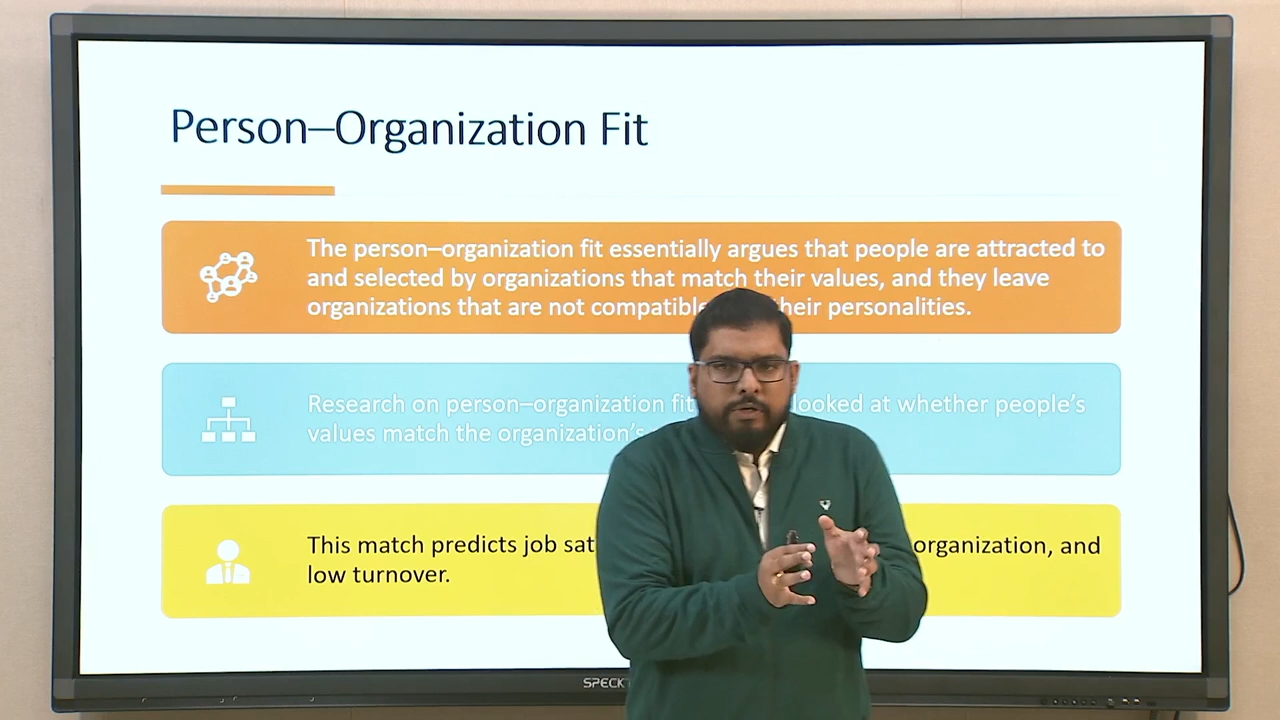 Person–Organization Fit
The person–organization fit essentially argues that people are attracted to
and selected by organizations that match their values, and they leave
organizations that are not compatible their personalities.
Research on person–organization fit looked at whether people's
values match the organization's
This match predicts job organization, and
low turnover.